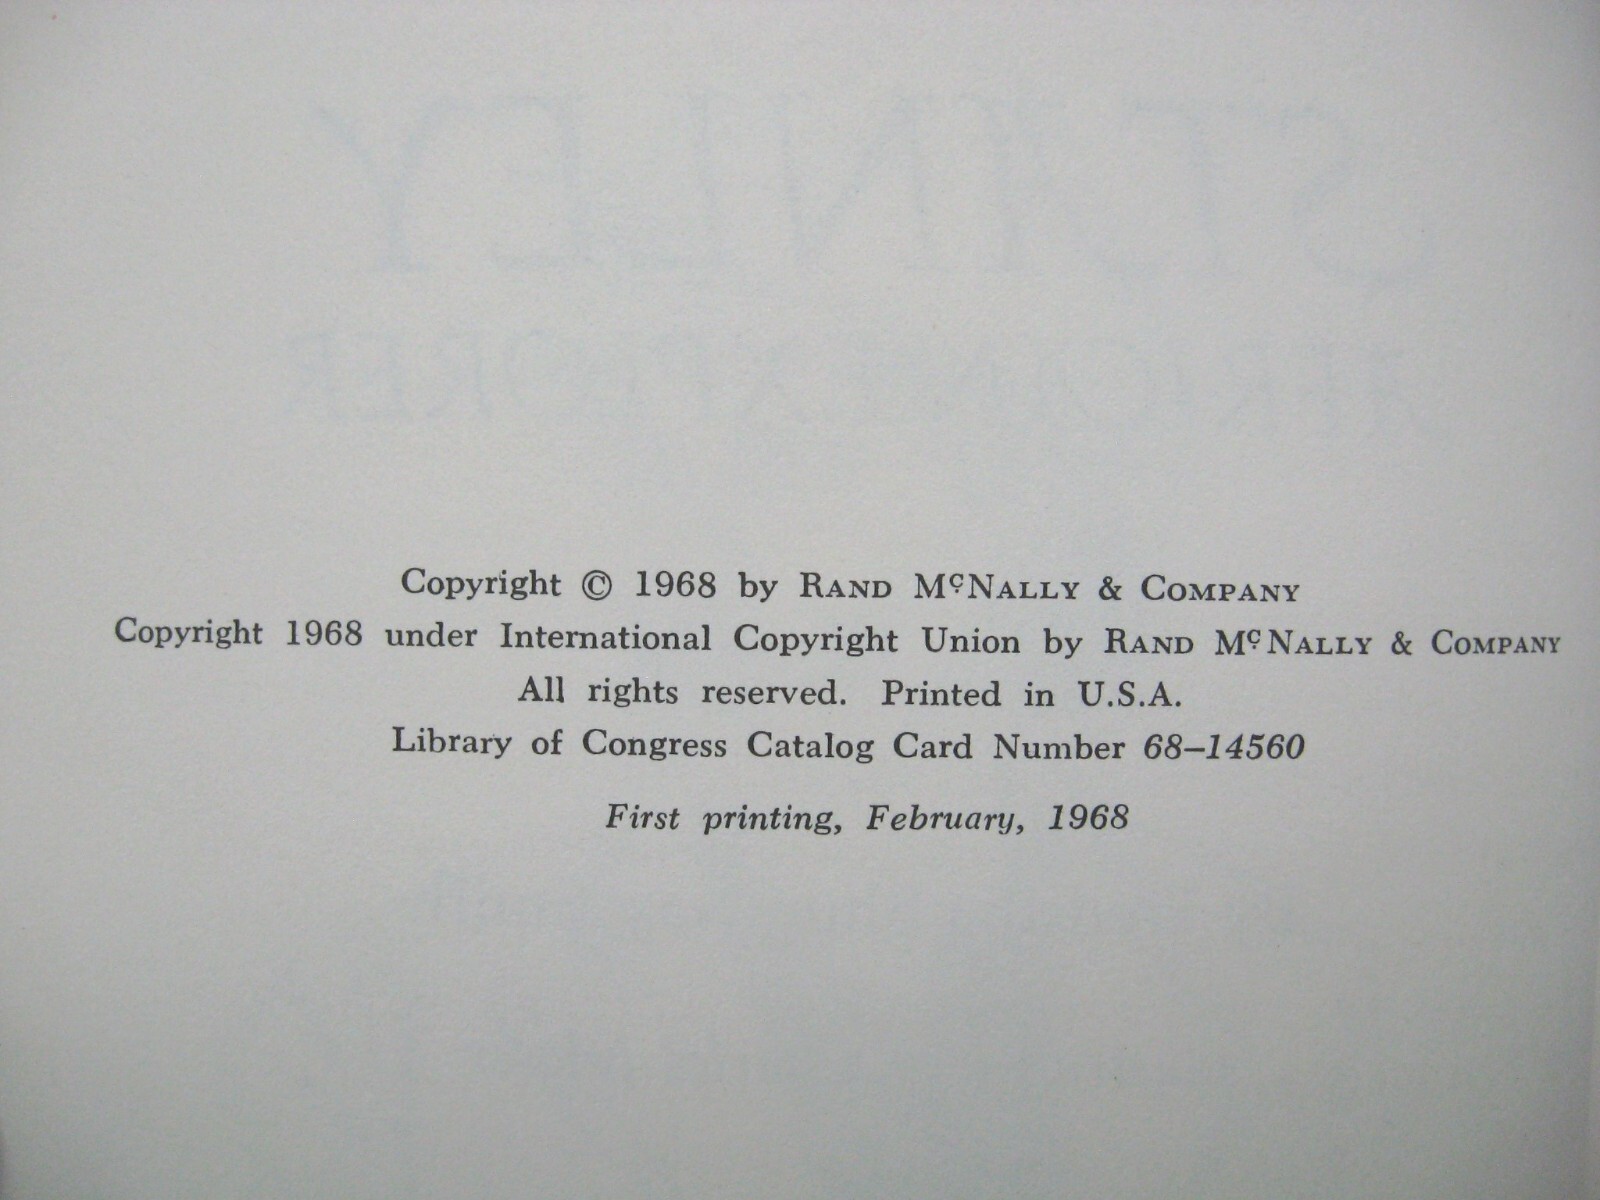 Copyright © 1968 by RAND MCNALLY & COMPANY
Copyright 1968 under International Copyright Union by RAND MCNALLY & COMPANY
All rights reserved. Printed in U.S.A.
Library of Congress Catalog Card Number 68–14560
First printing, February, 1968